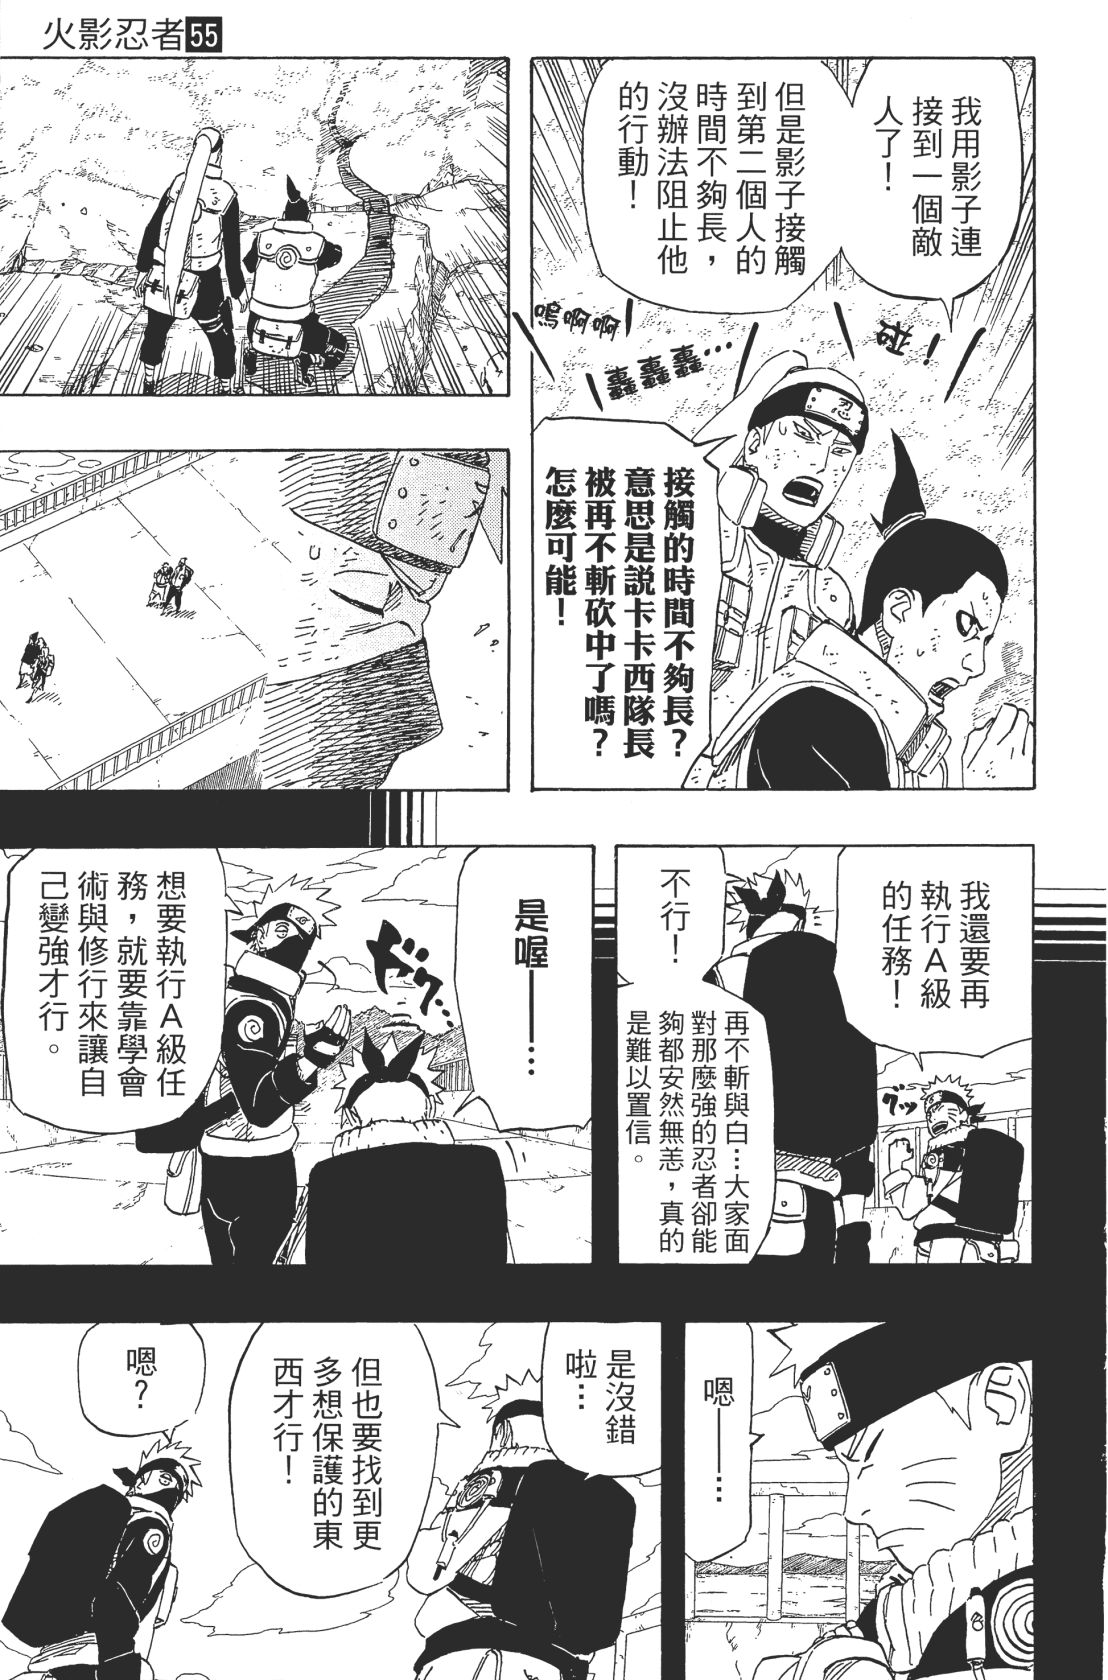 火影忍者55
我用影子連
接到一個敵
人了！
但是影子接觸
到第二個人的
時間不夠長，
沒辦法阻止他
的行動！
拉！
嗚啊啊
轟轟轟…
接觸的時間不夠長？
意思是說卡卡西隊長
被再不斬砍中了嗎？
怎麼可能！
我還要再
執行A級
的任務！
グッ
不行！
再不斬與白…大家面
對那麼強的忍者卻能
夠都安然無恙，真的
是難以置信。
是喔——…
ドクン
想要執行A級任
務，就要靠學會
術與修行來讓自
己變強才行。
嗯——…
是沒錯
啦…
但也要找到更
多想保護的東
西才行！
嗯？